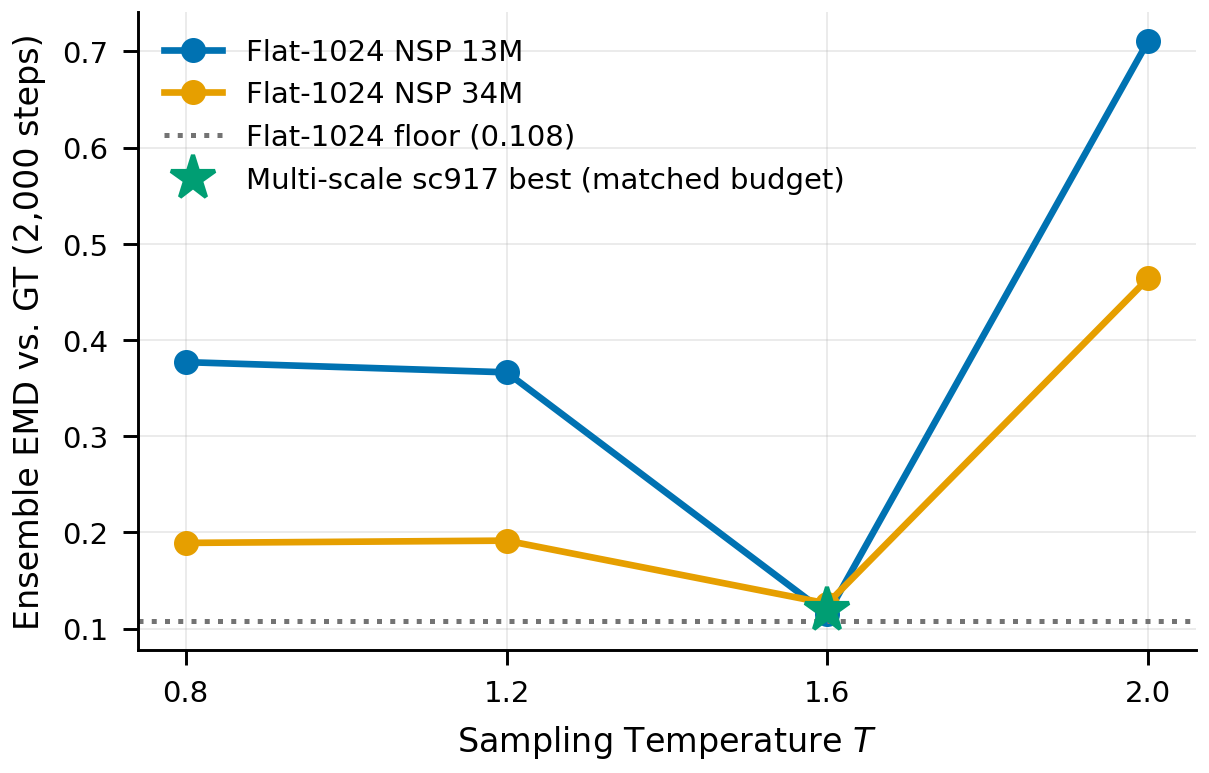 Flat-1024 NSP 13M
Flat-1024 NSP 34M
Flat-1024 floor (0.108)
Multi-scale sc917 best (matched budget)
Ensemble EMD vs. GT (2,000 steps)
0.7
0.6
0.5
0.4
0.3
0.2
0.1
0.8 1.2 1.6 2.0
Sampling Temperature T